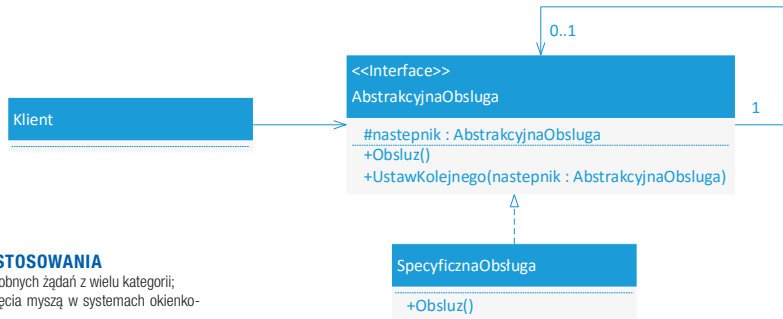 0..1
<<Interface>>
AbstrakcyjnaObsluga
Klient
1
#nastepnik : AbstrakcyjnaObsluga
+Obsluz()
+UstawKolejnego(nastepnik : AbstrakcyjnaObsluga)
STOSOWANIA
obnych żądań z wielu kategorii;
ęcia myszą w systemach okienko-
SpecyficznaObsługa
+Obsluz()